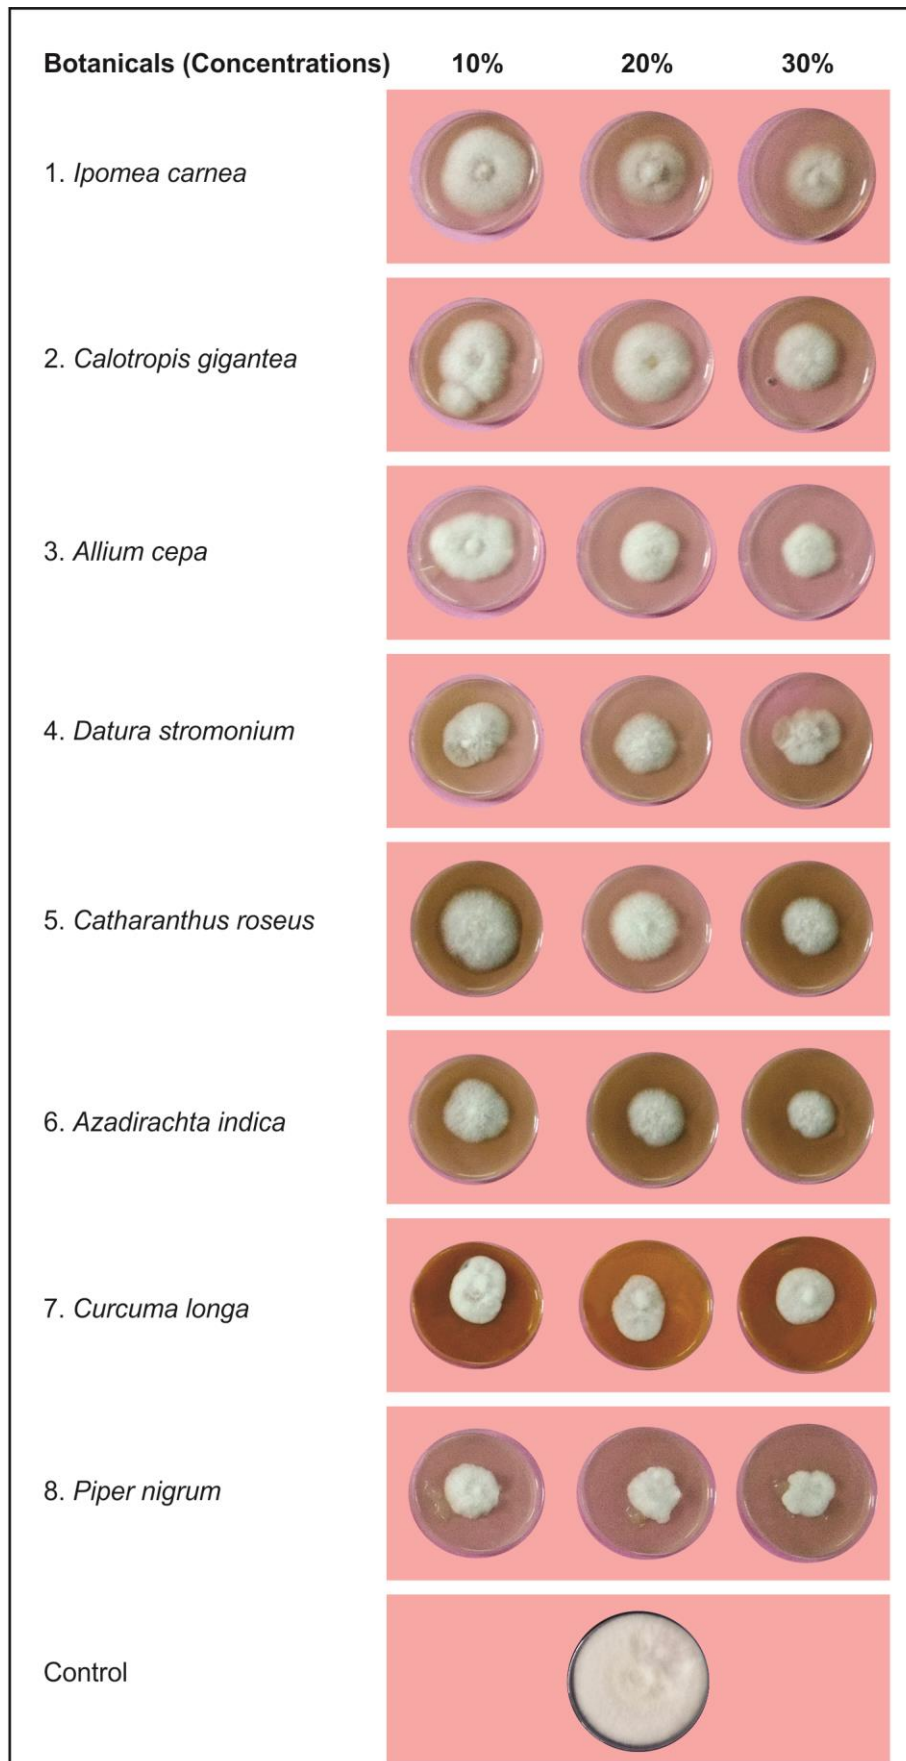 Botanicals (Concentrations) 10% 20% 30%
1. Ipomea carnea
2. Calotropis gigantea
3. Allium cepa
4. Datura stromonium
5. Catharanthus roseus
6. Azadirachta indica
7. Curcuma longa
8. Piper nigrum
Control